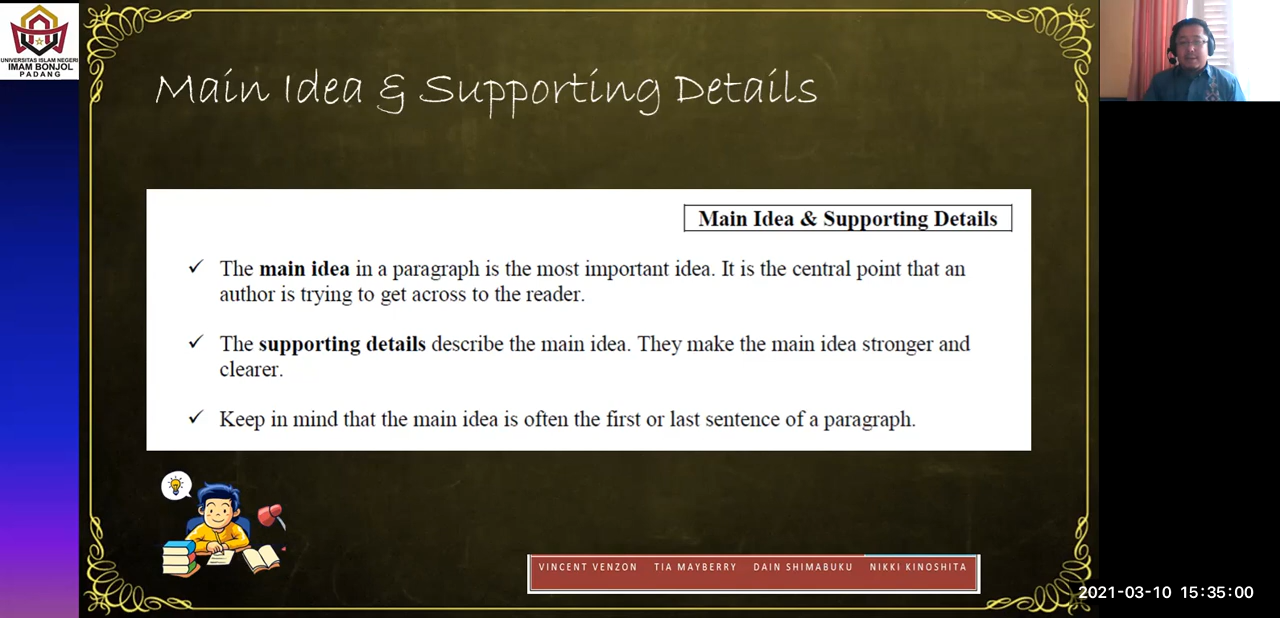 UNIVERSITAS ISLAM NEGERI
IMAM BONJOL
PADANG
Main Idea & Supporting Details
Main Idea & Supporting Details
✓ The main idea in a paragraph is the most important idea. It is the central point that an
author is trying to get across to the reader.
✓ The supporting details describe the main idea. They make the main idea stronger and
clearer.
✓ Keep in mind that the main idea is often the first or last sentence of a paragraph.
VINCENT VENZON TIA MAYBERRY DAIN SHIMABUKU NIKKI KINOSHITA
2021-03-10 15:35:00